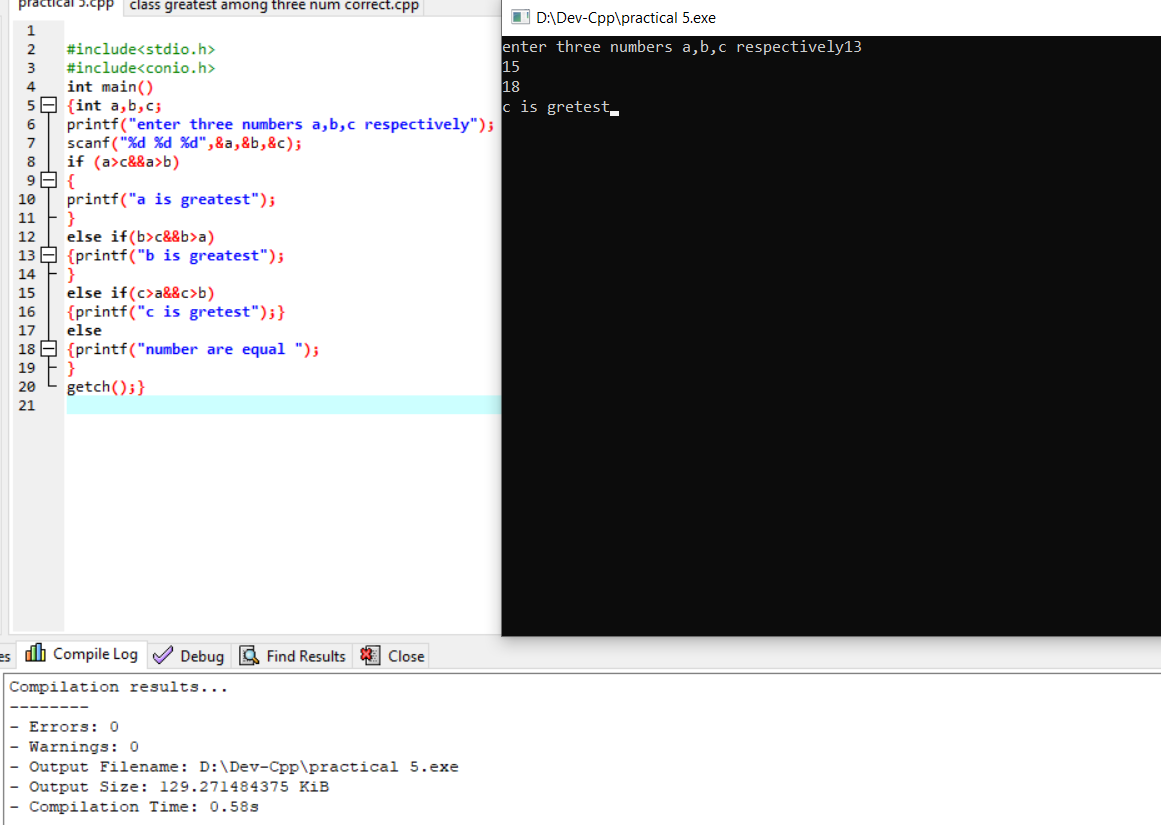 practical 5.cpp class greatest among three num correct.cpp
1
2 #include<stdio.h>
3 #include<conio.h>
4 int main()
5 {int a,b,c;
6 printf("enter three numbers a,b,c respectively");
7 scanf("%d %d %d",&a,&b,&c);
8 if (a>c&&a>b)
9 {
10 printf("a is greatest");
11 }
12 else if(b>c&&b>a)
13 {printf("b is greatest");
14 }
15 else if(c>a&&c>b)
16 {printf("c is gretest");}
17 else
18 {printf("number are equal ");
19 }
20 getch();}
21
D:\Dev-Cpp\practical 5.exe
enter three numbers a,b,c respectively13
15
18
c is gretest
es Compile Log Debug Find Results Close
Compilation results...
--------
- Errors: 0
- Warnings: 0
- Output Filename: D:\Dev-Cpp\practical 5.exe
- Output Size: 129.271484375 KiB
- Compilation Time: 0.58s